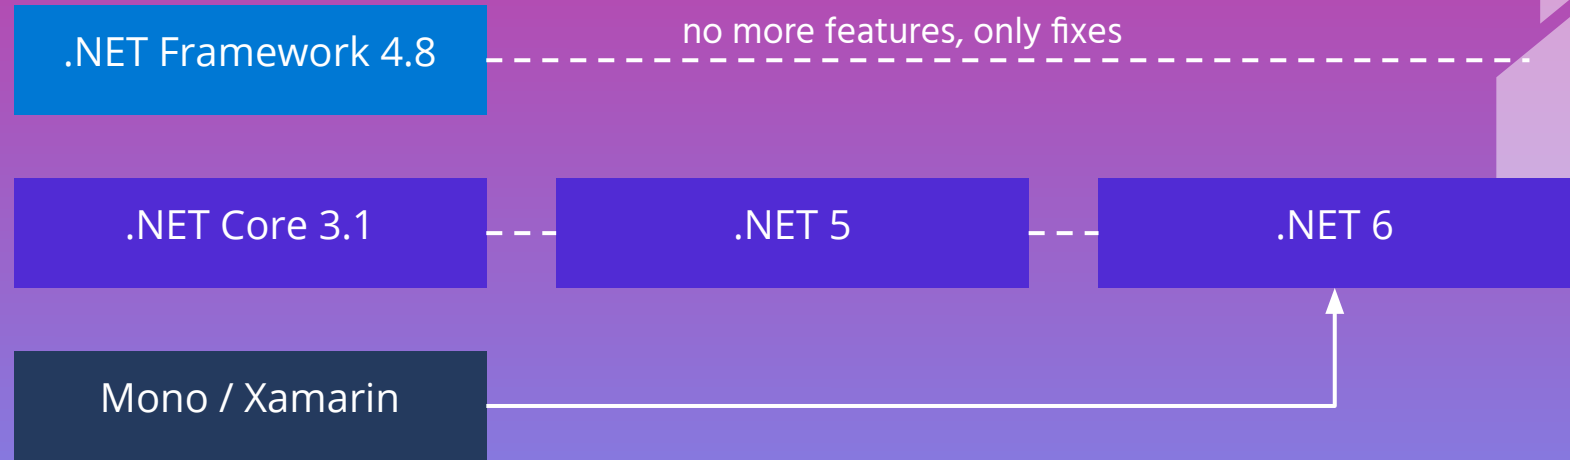 .NET Framework 4.8
no more features, only fixes
.NET Core 3.1
.NET 5
.NET 6
Mono / Xamarin